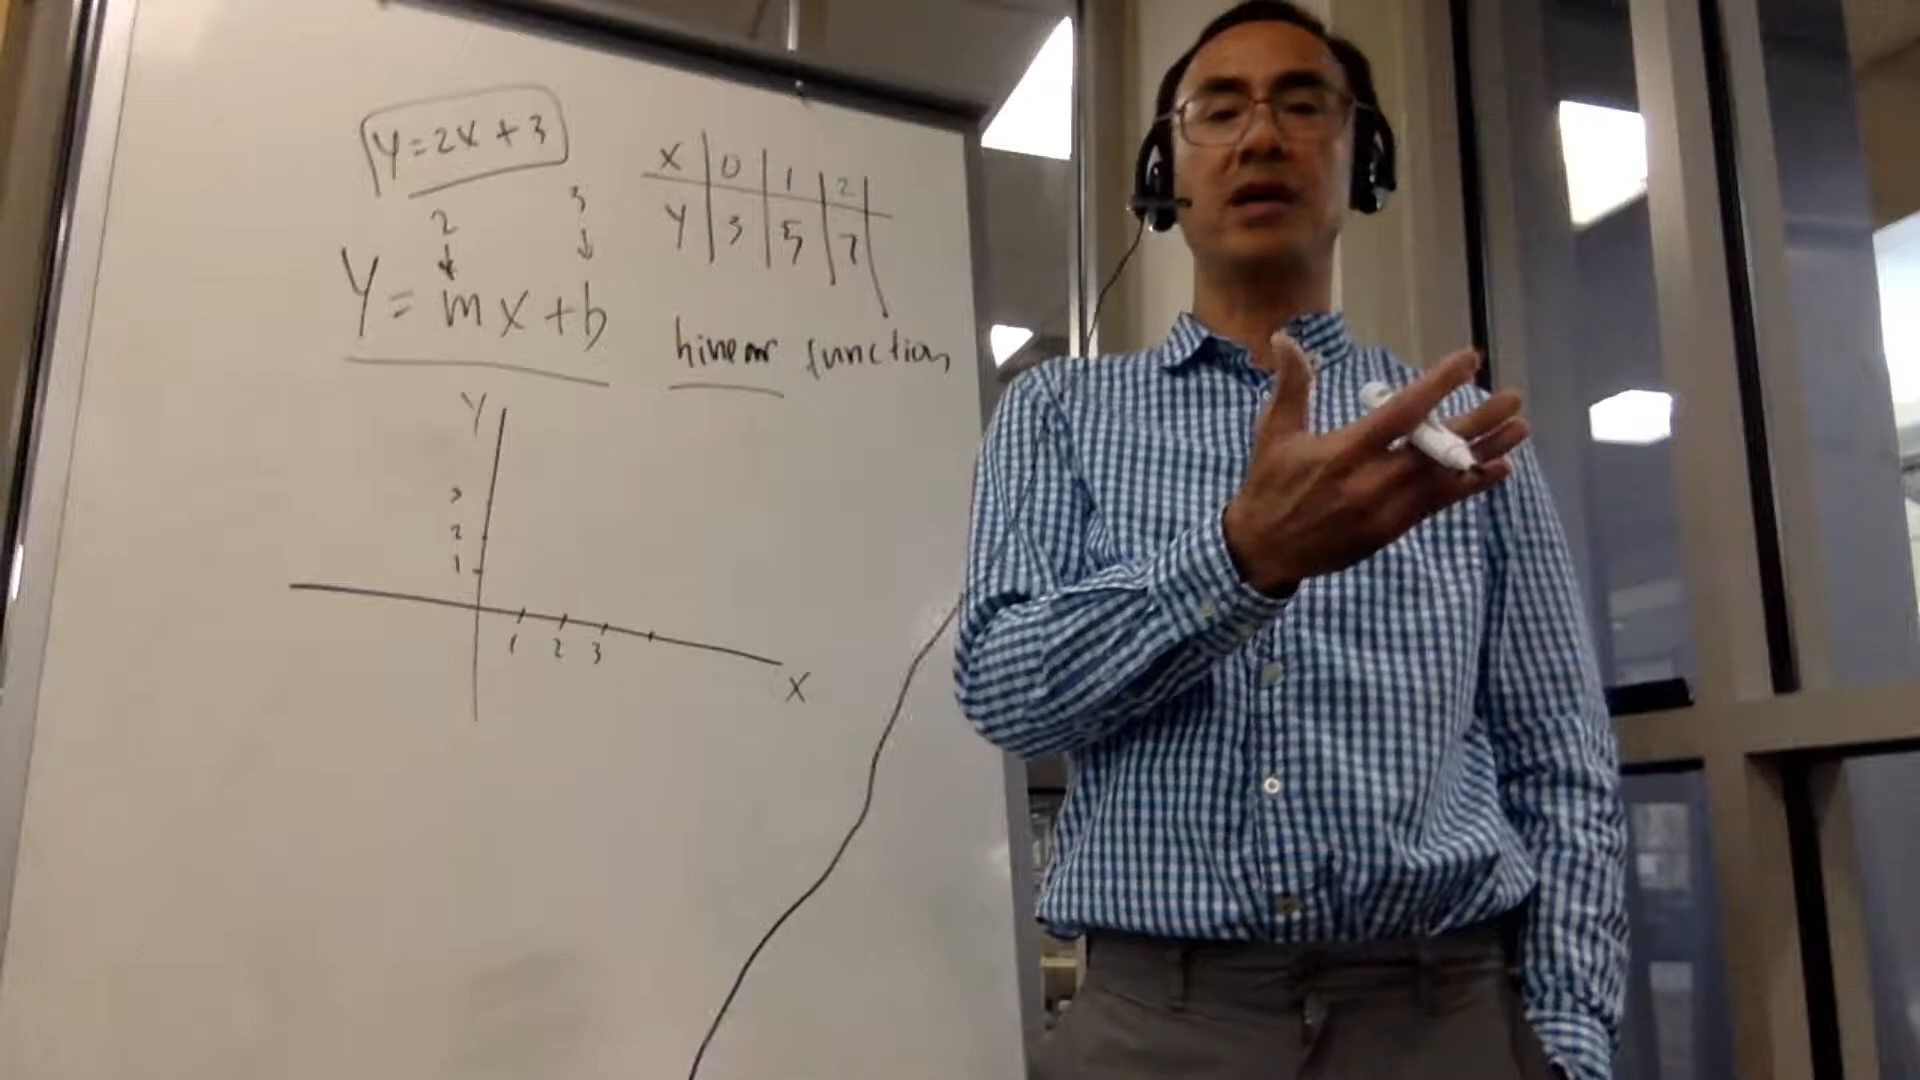 y=2x+3
2 3
↓ ↓
y=mx+b
x 0 1 2
y 3 5 7
linear function
y
3
2
1
1 2 3
x